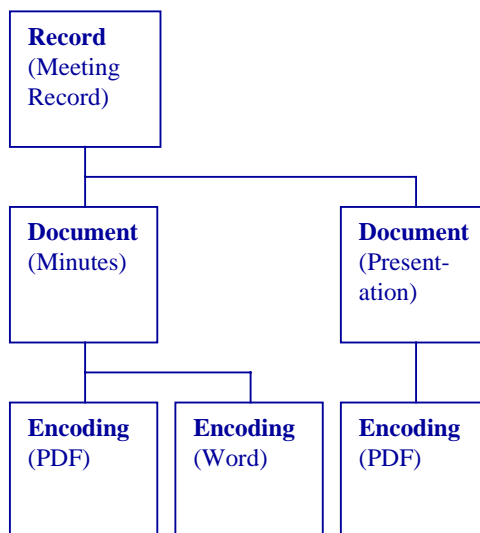 Record
(Meeting
Record)
Document
(Minutes)
Document
(Present-
ation)
Encoding
(PDF)
Encoding
(Word)
Encoding
(PDF)